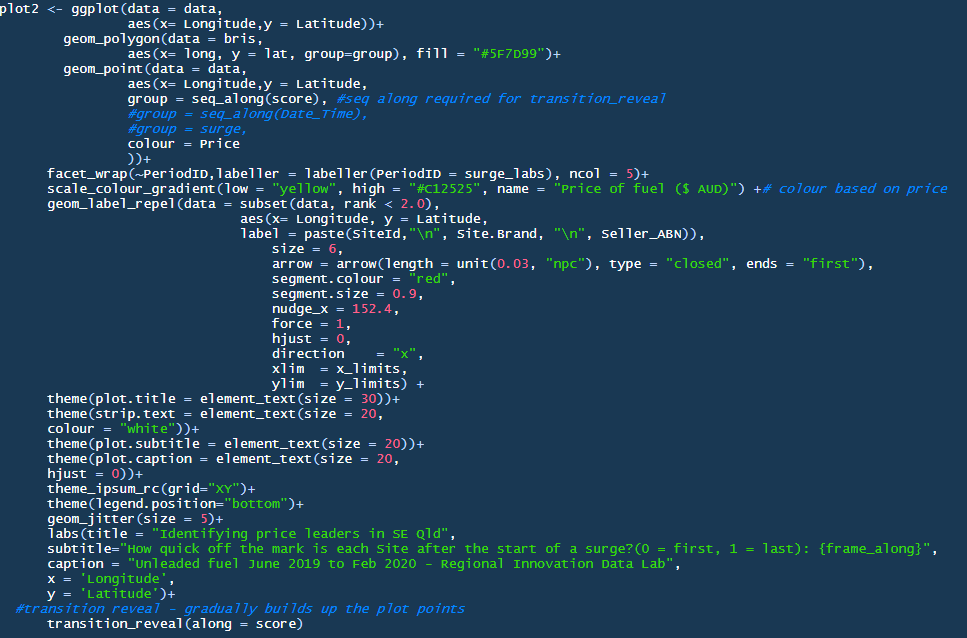 plot2 <- ggplot(data = data,
aes(x= Longitude,y = Latitude))+
geom_polygon(data = bris,
aes(x= long, y = lat, group=group), fill = "#5F7D99")+
geom_point(data = data,
aes(x= Longitude,y = Latitude,
group = seq_along(score), #seq along required for transition_reveal
#group = seq_along(Date_Time),
#group = surge,
colour = Price
))+
facet_wrap(~PeriodID,labeller = labeller(PeriodID = surge_labs), ncol = 5)+
scale_colour_gradient(low = "yellow", high = "#C12525", name = "Price of fuel ($ AUD)") +# colour based on price
geom_label_repel(data = subset(data, rank < 2.0),
aes(x= Longitude, y = Latitude,
label = paste(SiteId,"\n", Site.Brand, "\n", Seller_ABN)),
size = 6,
arrow = arrow(length = unit(0.03, "npc"), type = "closed", ends = "first"),
segment.colour = "red",
segment.size = 0.9,
nudge_x = 152.4,
force = 1,
hjust = 0,
direction    = "x",
xlim  = x_limits,
ylim  = y_limits) +
theme(plot.title = element_text(size = 30))+
theme(strip.text = element_text(size = 20,
colour = "white"))+
theme(plot.subtitle = element_text(size = 20))+
theme(plot.caption = element_text(size = 20,
hjust = 0))+
theme_ipsum_rc(grid="XY")+
theme(legend.position="bottom")+
geom_jitter(size = 5)+
labs(title = "Identifying price leaders in SE Qld",
subtitle="How quick off the mark is each Site after the start of a surge?(0 = first, 1 = last): {frame_along}",
caption = "Unleaded fuel June 2019 to Feb 2020 - Regional Innovation Data Lab",
x = 'Longitude',
y = 'Latitude')+
#transition reveal - gradually builds up the plot points
transition_reveal(along = score)